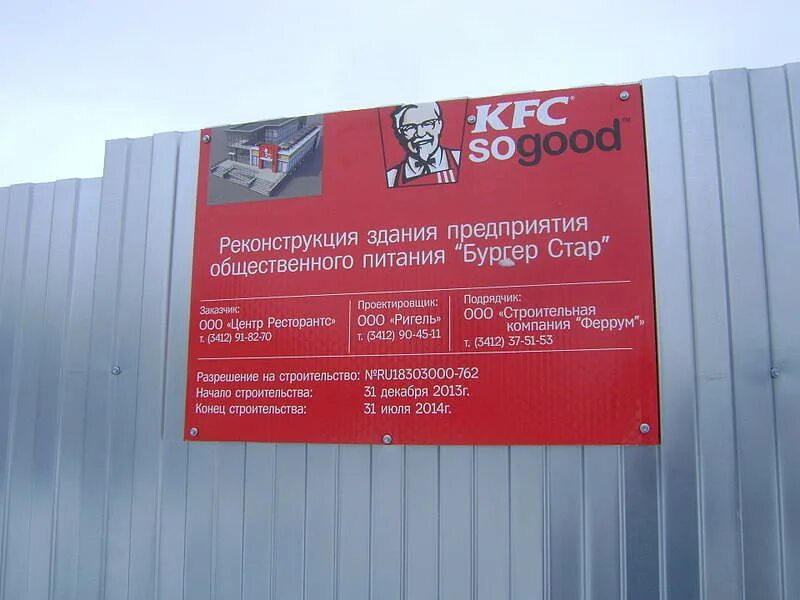 KFC
so good™
Реконструкция здания предприятия
общественного питания "Бургер Стар"
Заказчик:
ООО «Центр Ресторантс»
т. (3412) 91-82-70
Проектировщик:
ООО «Ригель»
т. (3412) 90-45-11
Подрядчик:
ООО «Строительная
компания "Феррум"»
т. (3412) 37-51-53
Разрешение на строительство: №RU18303000-762
Начало строительства: 31 декабря 2013г.
Конец строительства: 31 июля 2014г.